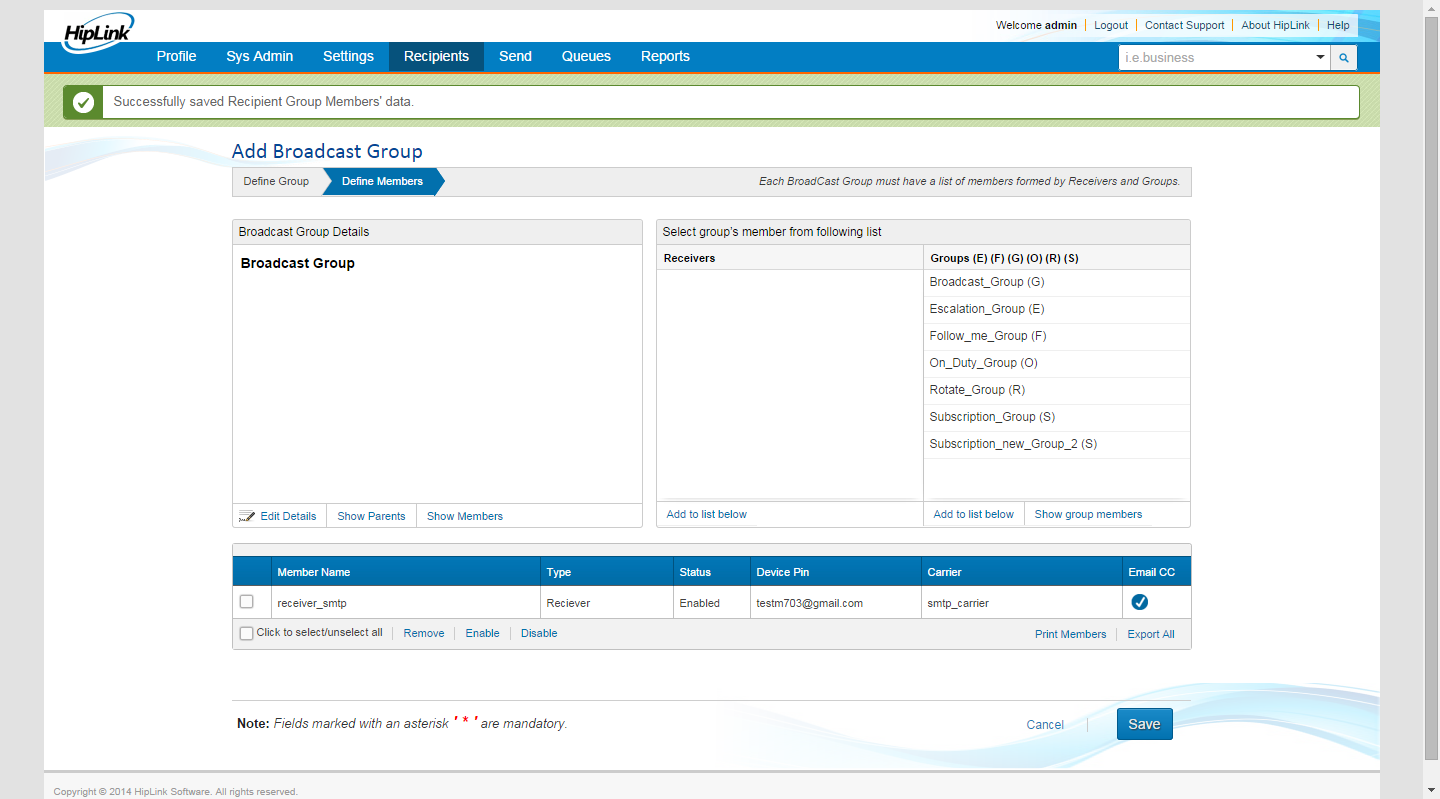 HipLink
Welcome admin Logout Contact Support About HipLink Help
Profile Sys Admin Settings Recipients Send Queues Reports i.e.business
Successfully saved Recipient Group Members' data.
Add Broadcast Group
Define Group Define Members Each BroadCast Group must have a list of members formed by Receivers and Groups.
Broadcast Group Details
Broadcast Group
Edit Details Show Parents Show Members
Select group's member from following list
Receivers
Add to list below
Groups (E) (F) (G) (O) (R) (S)
Broadcast_Group (G)
Escalation_Group (E)
Follow_me_Group (F)
On_Duty_Group (O)
Rotate_Group (R)
Subscription_Group (S)
Subscription_new_Group_2 (S)
Add to list below Show group members
Member Name Type Status Device Pin Carrier Email CC
receiver_smtp Reciever Enabled testm703@gmail.com smtp_carrier
Click to select/unselect all Remove Enable Disable Print Members Export All
Note: Fields marked with an asterisk ' * ' are mandatory. Cancel Save
Copyright © 2014 HipLink Software. All rights reserved.